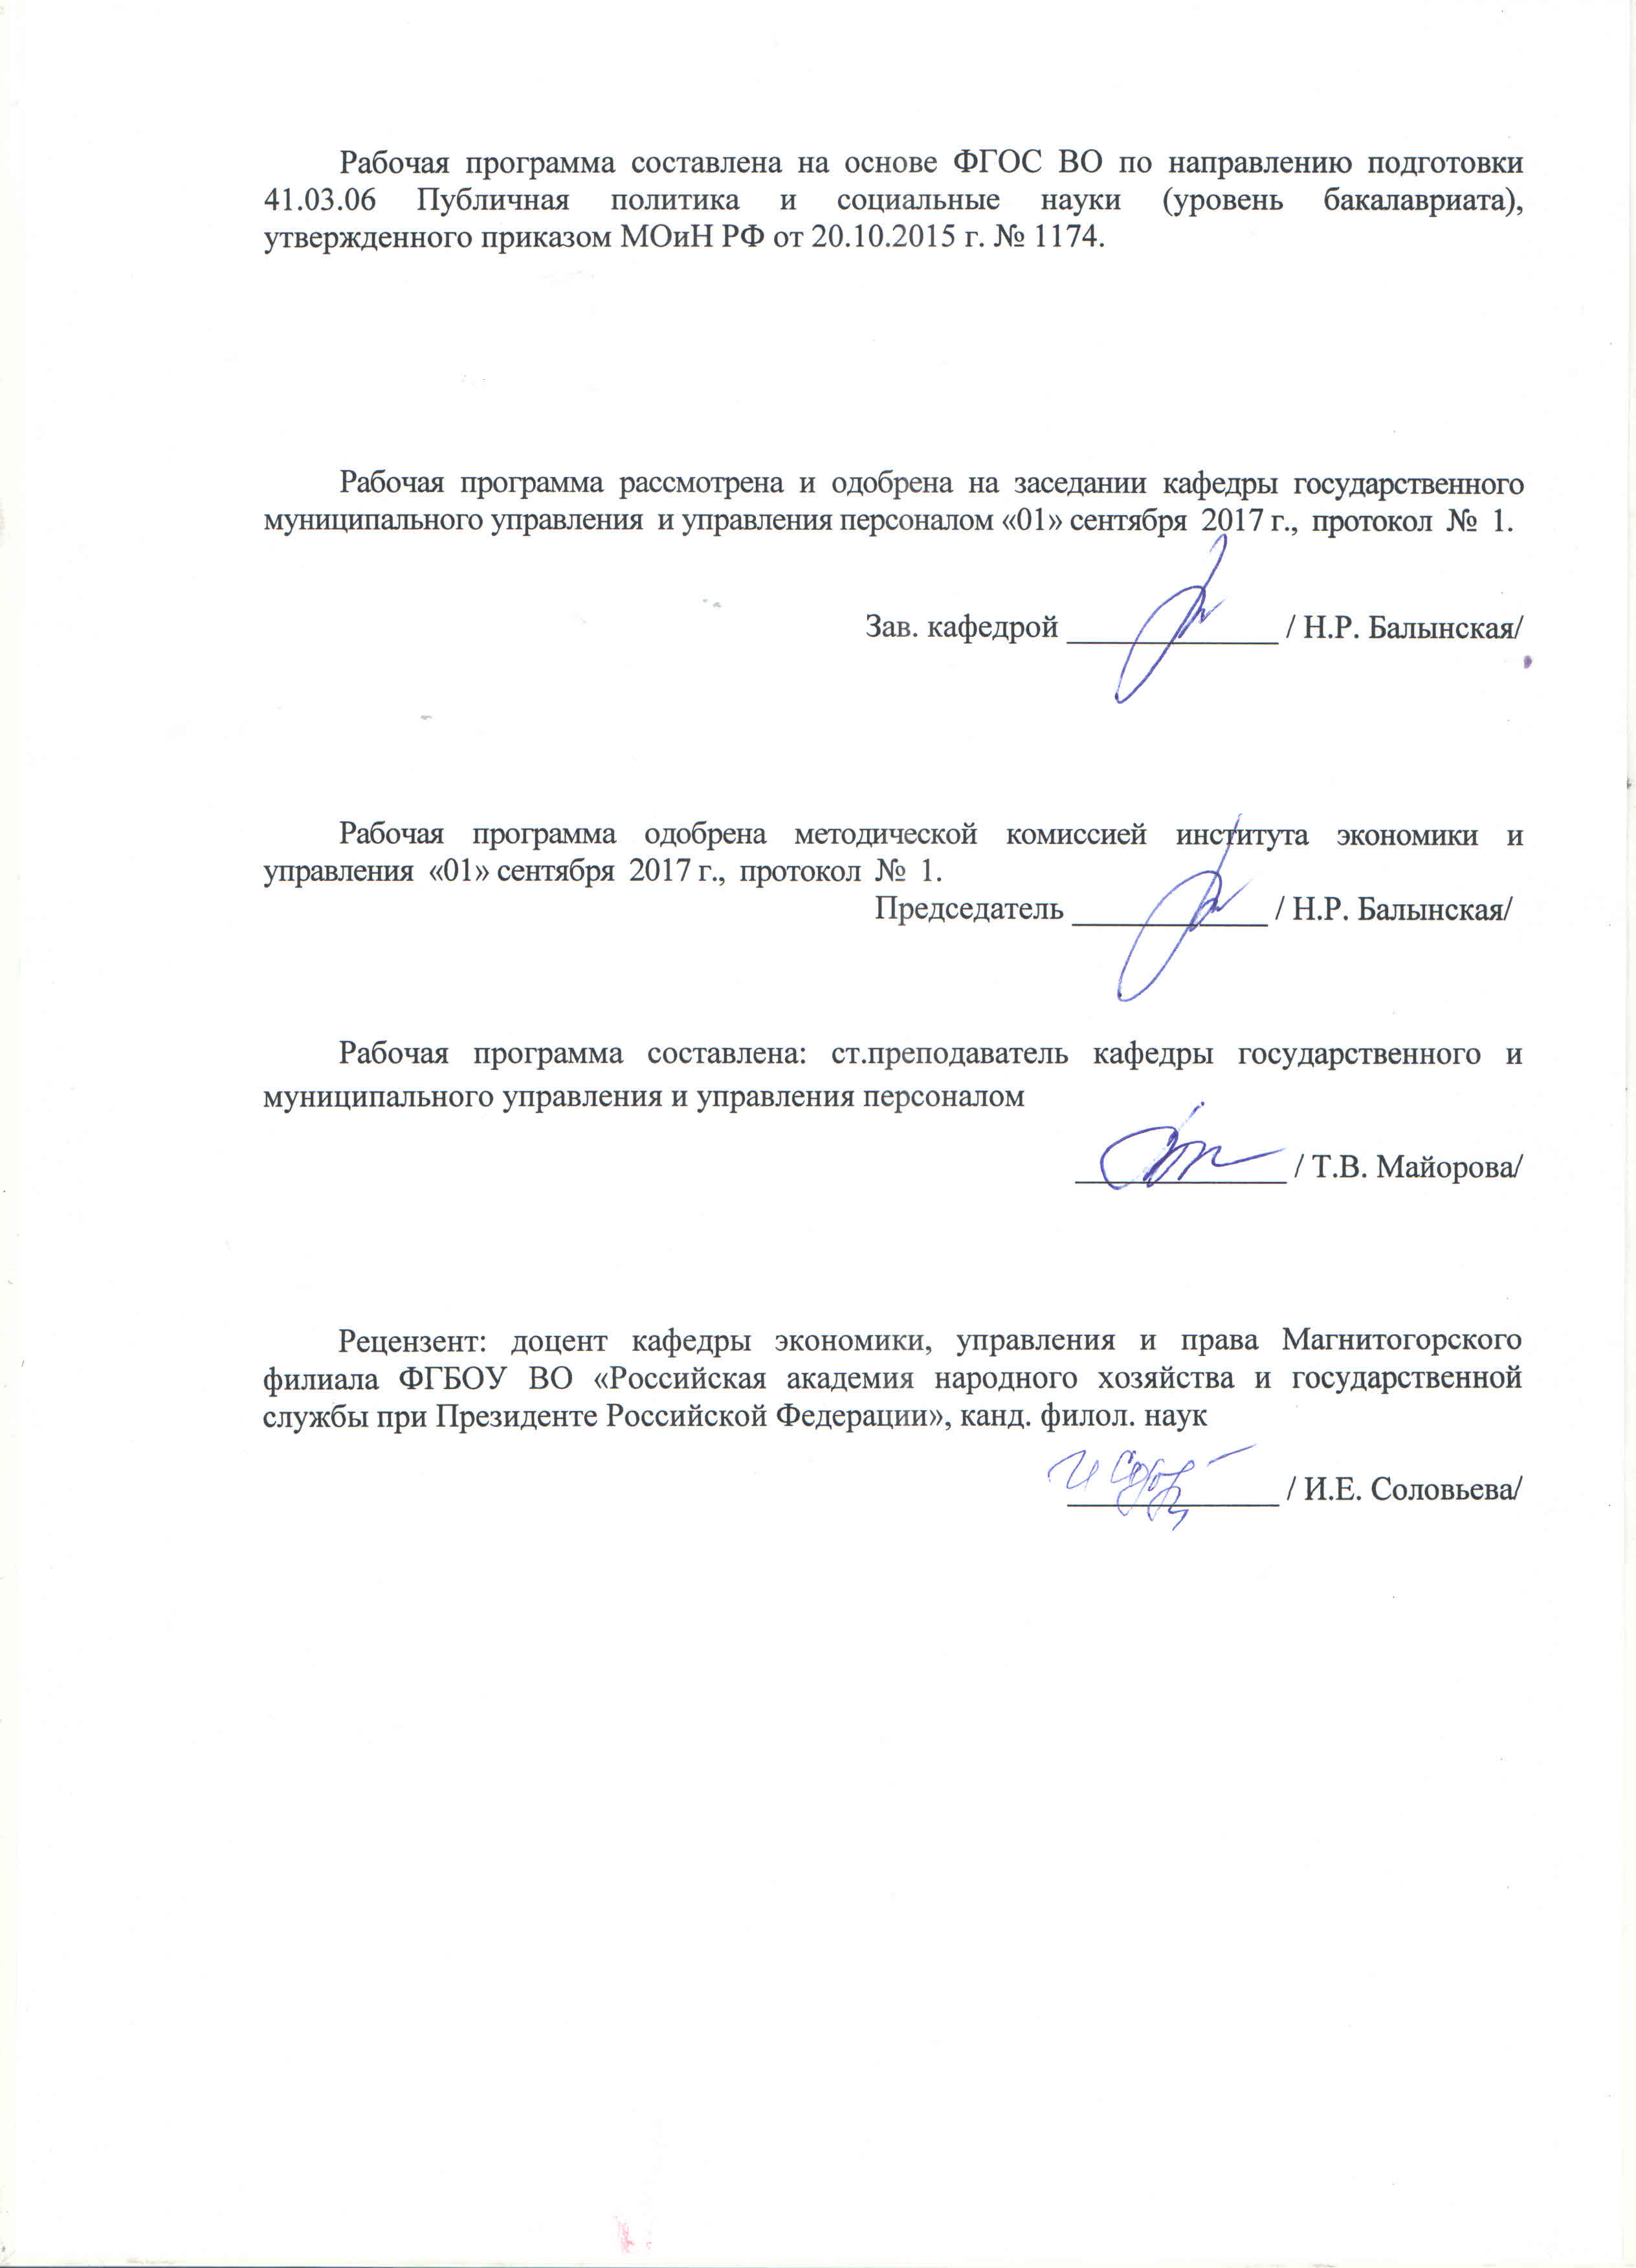 Рабочая программа составлена на основе ФГОС ВО по направлению подготовки
41.03.06 Публичная политика и социальные науки (уровень бакалавриата),
утвержденного приказом МОиН РФ от 20.10.2015 г. № 1174.
Рабочая программа рассмотрена и одобрена на заседании кафедры государственного
муниципального управления и управления персоналом «01» сентября 2017 г., протокол № 1.
Зав. кафедрой _______________ / Н.Р. Балынская/
Рабочая программа одобрена методической комиссией института экономики и
управления «01» сентября 2017 г., протокол № 1.
Председатель ______________ / Н.Р. Балынская/
Рабочая программа составлена: ст.преподаватель кафедры государственного и
муниципального управления и управления персоналом
_______________ / Т.В. Майорова/
Рецензент: доцент кафедры экономики, управления и права Магнитогорского
филиала ФГБОУ ВО «Российская академия народного хозяйства и государственной
службы при Президенте Российской Федерации», канд. филол. наук
_______________ / И.Е. Соловьева/